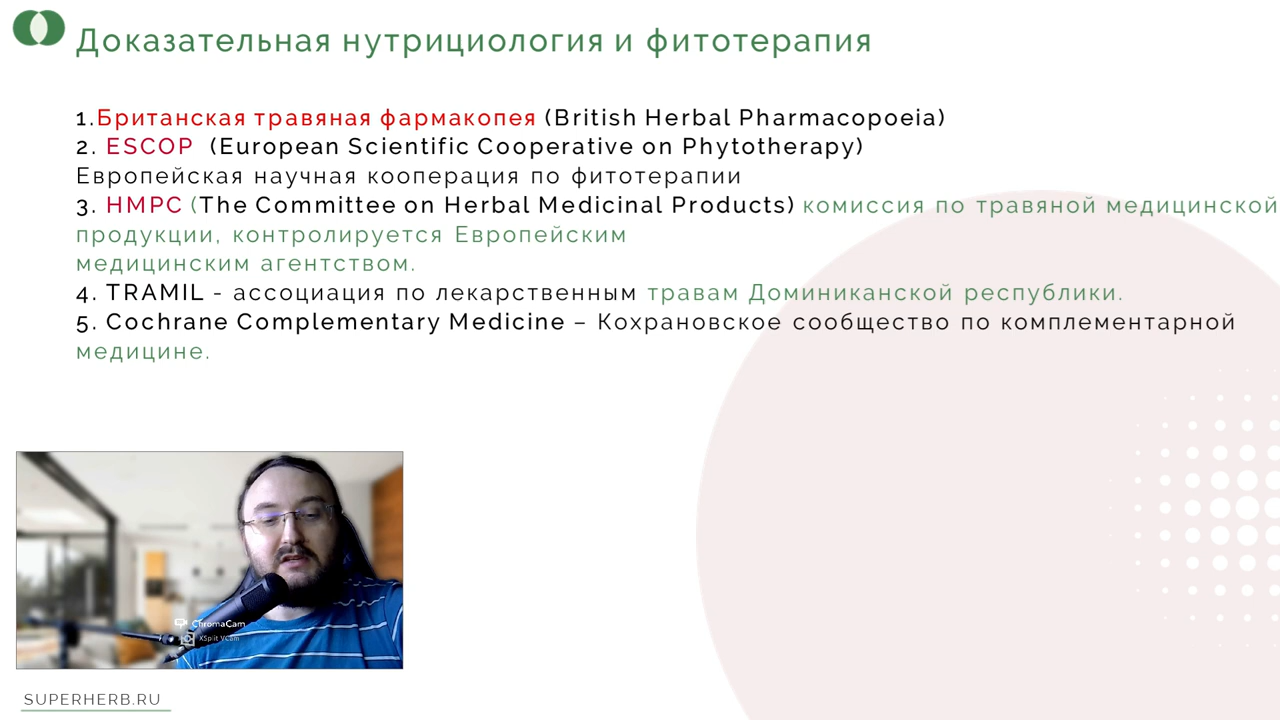 Доказательная нутрициология и фитотерапия
1.Британская травяная фармакопея (British Herbal Pharmacopoeia)
2. ESCOP (European Scientific Cooperative on Phytotherapy)
Европейская научная кооперация по фитотерапии
3. HMPC (The Committee on Herbal Medicinal Products) комиссия по травяной медицинской
продукции, контролируется Европейским
медицинским агентством.
4. TRAMIL - ассоциация по лекарственным травам Доминиканской республики.
5. Cochrane Complementary Medicine – Кохрановское сообщество по комплементарной
медицине.
ChromaCam
XSplit VCam
SUPERHERB.RU